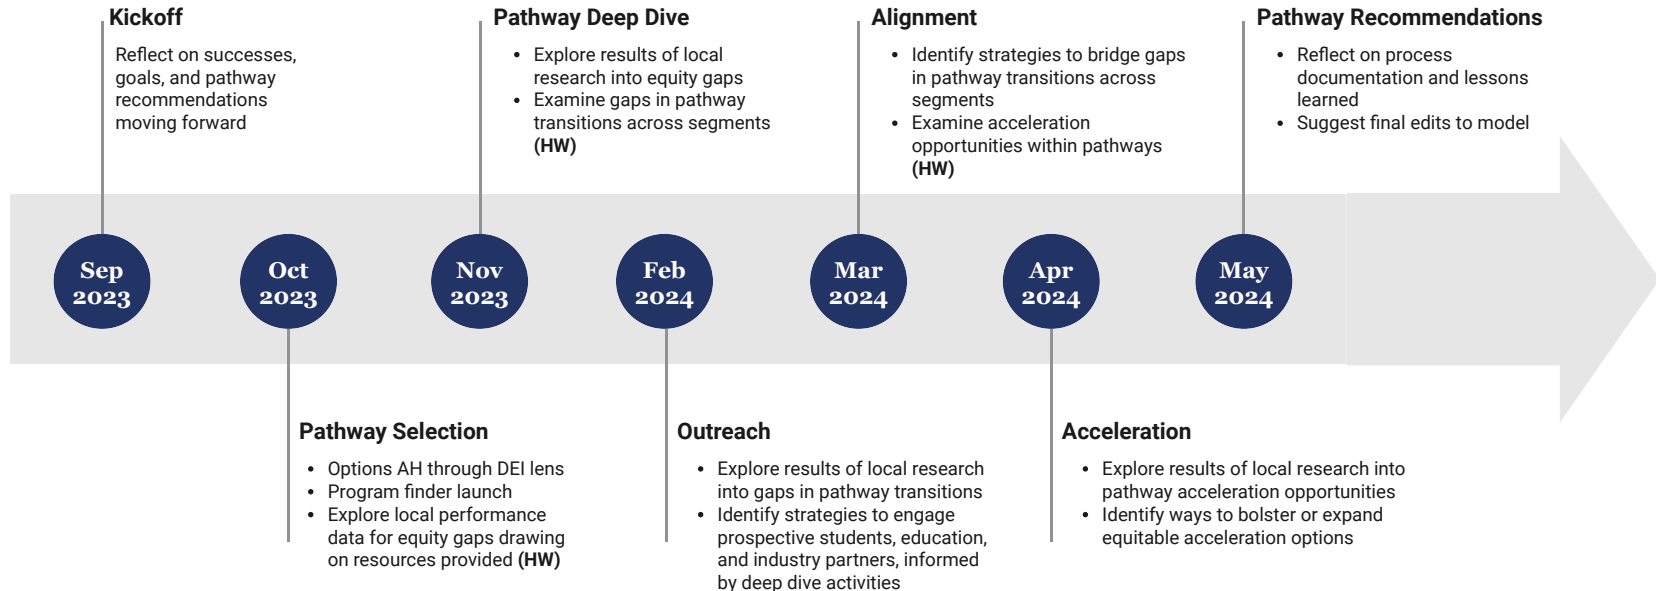 Kickoff
Reflect on successes,
goals, and pathway
recommendations
moving forward
Pathway Deep Dive
• Explore results of local
research into equity gaps
• Examine gaps in pathway
transitions across segments
(HW)
Alignment
• Identify strategies to bridge gaps
in pathway transitions across
segments
• Examine acceleration
opportunities within pathways
(HW)
Pathway Recommendations
• Reflect on process
documentation and lessons
learned
• Suggest final edits to model
Sep
2023
Oct
2023
Nov
2023
Feb
2024
Mar
2024
Apr
2024
May
2024
Pathway Selection
• Options AH through DEI lens
• Program finder launch
• Explore local performance
data for equity gaps drawing
on resources provided (HW)
Outreach
• Explore results of local research
into gaps in pathway transitions
• Identify strategies to engage
prospective students, education,
and industry partners, informed
by deep dive activities
Acceleration
• Explore results of local research into
pathway acceleration opportunities
• Identify ways to bolster or expand
equitable acceleration options